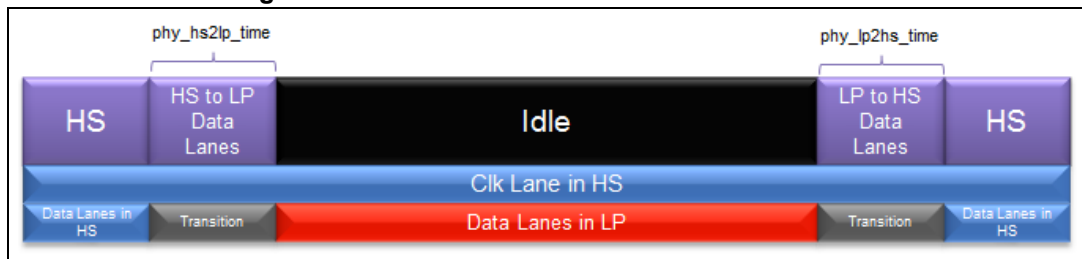 phy_hs2lp_time
phy_lp2hs_time
HS
HS to LP
Data
Lanes
Idle
LP to HS
Data
Lanes
HS
Clk Lane in HS
Data Lanes in
HS
Transition
Data Lanes in LP
Transition
Data Lanes in
HS